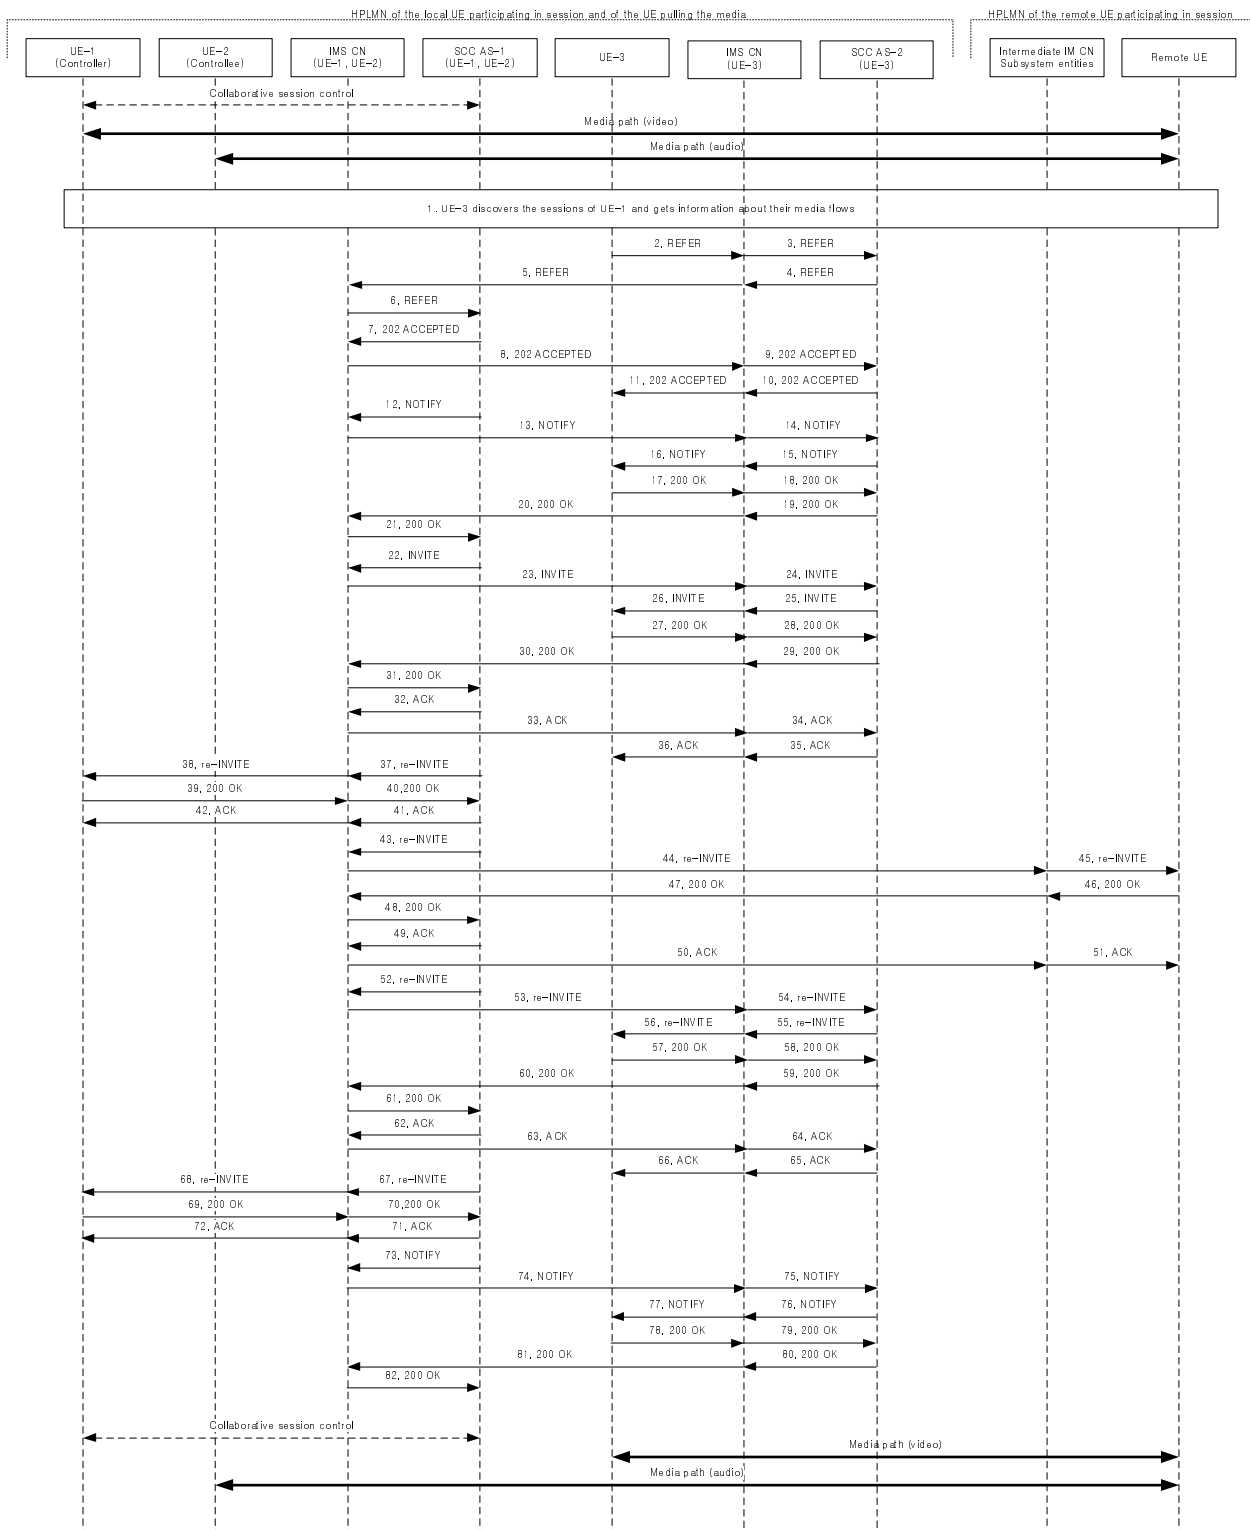 HPLMN of the local UE participating in session and of the UE pulling the media
HPLMN of the remote UE participating in session
UE-1
(Controller)
UE-2
(Controllee)
IMS CN
(UE-1, UE-2)
SCC AS-1
(UE-1, UE-2)
UE-3
IMS CN
(UE-3)
SCC AS-2
(UE-3)
Intermediate IM CN
Subsystem entities
Remote UE
Collaborative session control
Media path (video)
Media path (audio)
1. UE-3 discovers the sessions of UE-1 and gets information about their media flows
2, REFER
3, REFER
5, REFER
4, REFER
6, REFER
7, 202 ACCEPTED
8, 202 ACCEPTED
9, 202 ACCEPTED
11, 202 ACCEPTED
10, 202 ACCEPTED
12, NOTIFY
13, NOTIFY
14, NOTIFY
16, NOTIFY
15, NOTIFY
17, 200 OK
18, 200 OK
20, 200 OK
19, 200 OK
21, 200 OK
22, INVITE
23, INVITE
24, INVITE
26, INVITE
25, INVITE
27, 200 OK
28, 200 OK
30, 200 OK
29, 200 OK
31, 200 OK
32, ACK
33, ACK
34, ACK
36, ACK
35, ACK
38, re-INVITE
37, re-INVITE
39, 200 OK
40,200 OK
42, ACK
41, ACK
43, re-INVITE
44, re-INVITE
45, re-INVITE
47, 200 OK
46, 200 OK
48, 200 OK
49, ACK
50, ACK
51, ACK
52, re-INVITE
53, re-INVITE
54, re-INVITE
56, re-INVITE
55, re-INVITE
57, 200 OK
58, 200 OK
60, 200 OK
59, 200 OK
61, 200 OK
62, ACK
63, ACK
64, ACK
66, ACK
65, ACK
68, re-INVITE
67, re-INVITE
69, 200 OK
70,200 OK
72, ACK
71, ACK
73, NOTIFY
74, NOTIFY
75, NOTIFY
77, NOTIFY
76, NOTIFY
78, 200 OK
79, 200 OK
81, 200 OK
80, 200 OK
82, 200 OK
Collaborative session control
Media path (video)
Media path (audio)